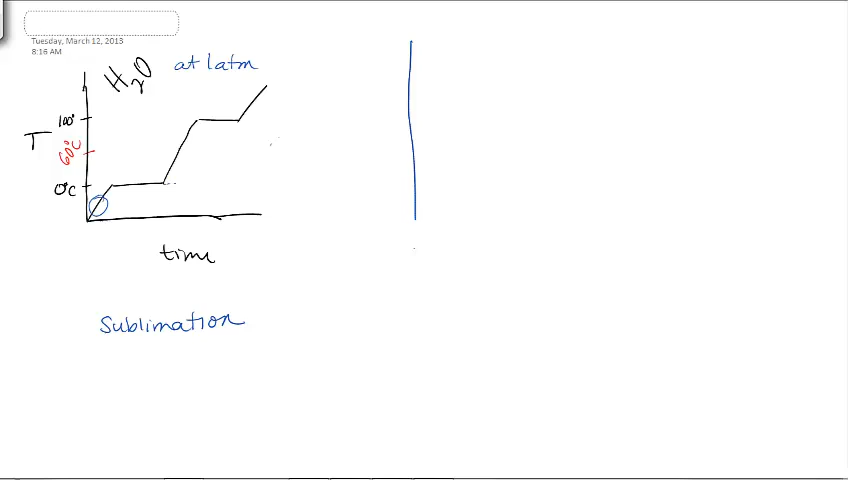 Tuesday, March 12, 2013
8:16 AM
H2O at 1atm
100°
T
60°C
0°C
time
Sublimation